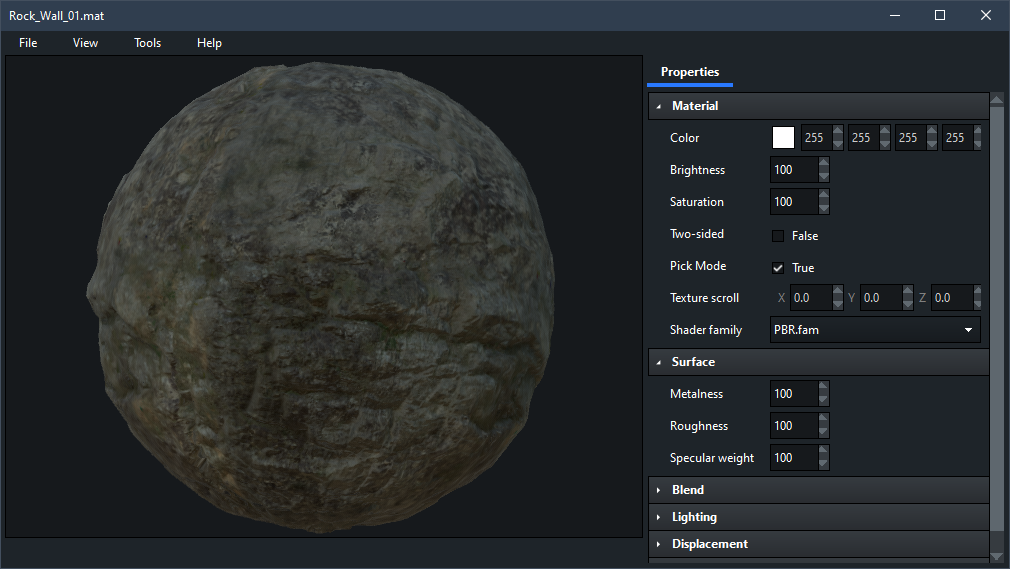 Rock_Wall_01.mat
File View Tools Help
Properties
Material
Color 255 255 255 255
Brightness 100
Saturation 100
Two-sided False
Pick Mode True
Texture scroll X 0.0 Y 0.0 Z 0.0
Shader family PBR.fam
Surface
Metalness 100
Roughness 100
Specular weight 100
Blend
Lighting
Displacement